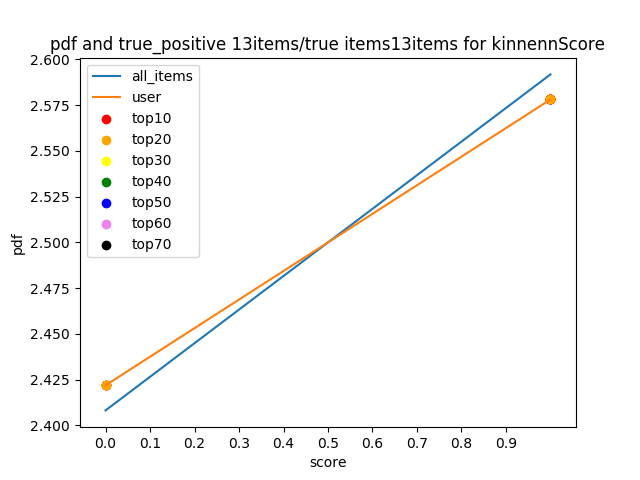 pdf and true_positive 13items/true items13items for kinnennScore
2.600
2.575
2.550
2.525
2.500
2.475
2.450
2.425
2.400
pdf
all_items
user
top10
top20
top30
top40
top50
top60
top70
0.0 0.1 0.2 0.3 0.4 0.5 0.6 0.7 0.8 0.9
score